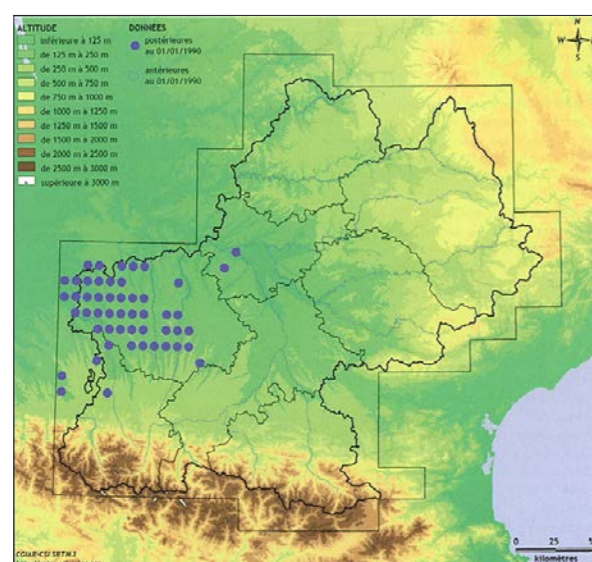 ALTITUDE
inférieure à 125 m
de 125 m à 250 m
de 250 m à 500 m
de 500 m à 750 m
de 750 m à 1000 m
de 1000 m à 1250 m
de 1250 m à 1500 m
de 1500 m à 2000 m
de 2000 m à 2500 m
de 2500 m à 3000 m
supérieure à 3000 m
DONNEES
postérieures
au 01/01/1990
antérieures
au 01/01/1990
N
S
CGIAR-CSI SRTM3
0 25
kilomètres